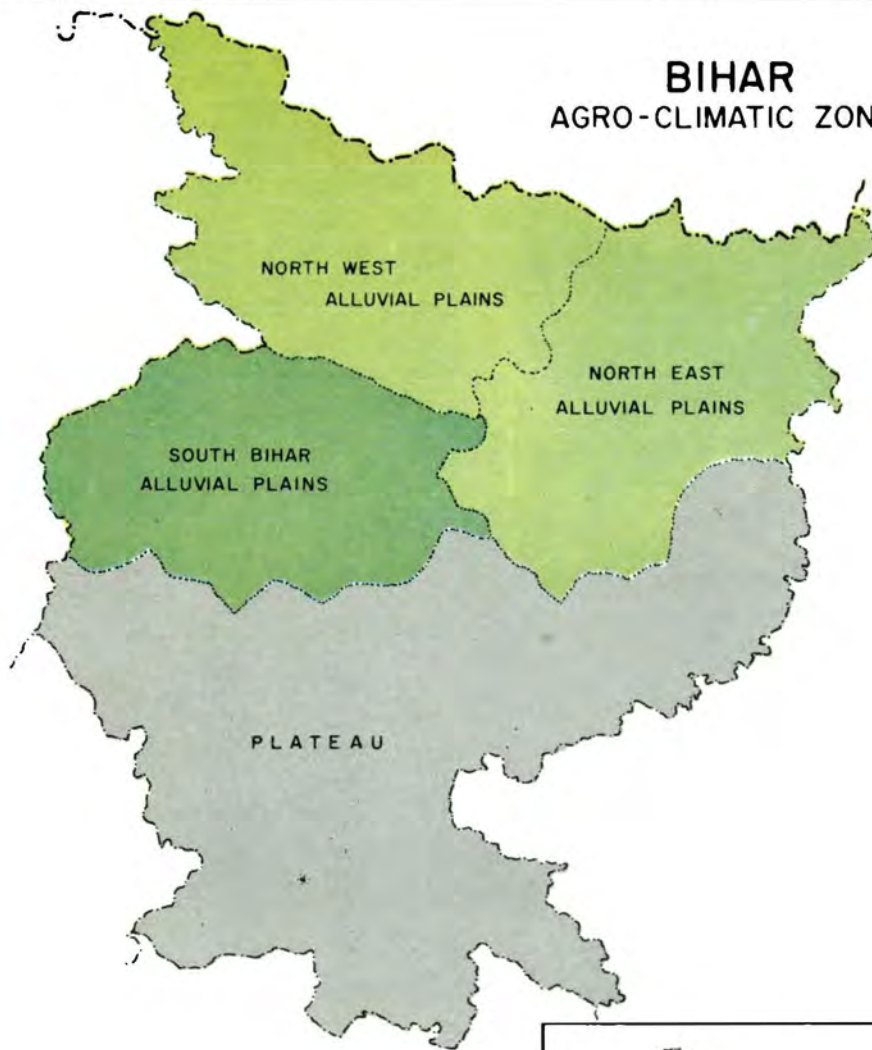 BIHAR
AGRO-CLIMATIC ZON
NORTH WEST
ALLUVIAL PLAINS
NORTH EAST
ALLUVIAL PLAINS
SOUTH BIHAR
ALLUVIAL PLAINS
PLATEAU